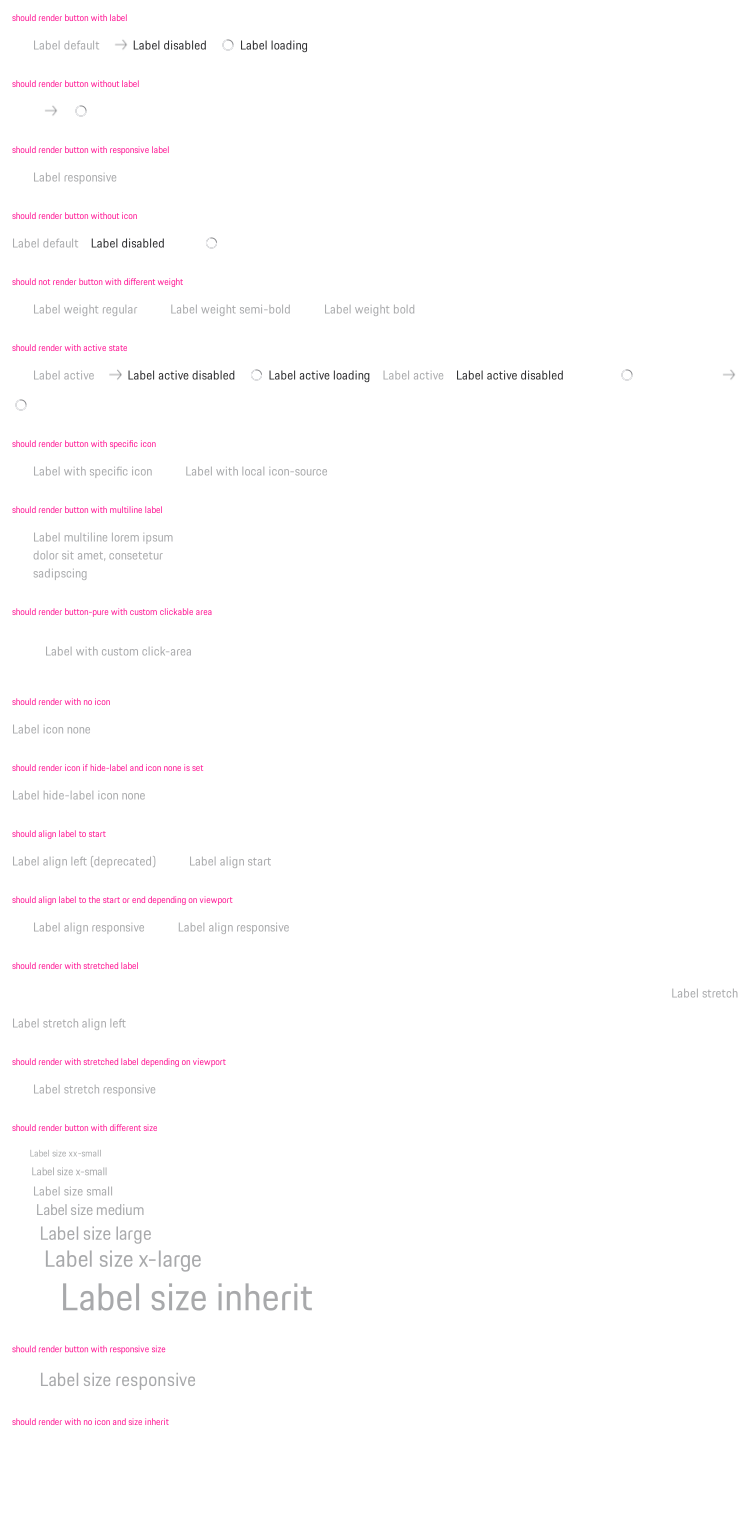 should render button with label
Label default Label disabled Label loading
should render button without label
should render button with responsive label
Label responsive
should render button without icon
Label default Label disabled
should not render button with different weight
Label weight regular Label weight semi-bold Label weight bold
should render with active state
Label active Label active disabled Label active loading Label active Label active disabled
should render button with specific icon
Label with specific icon Label with local icon-source
should render button with multiline label
Label multiline lorem ipsum
dolor sit amet, consetetur
sadipscing
should render button-pure with custom clickable area
Label with custom click-area
should render with no icon
Label icon none
should render icon if hide-label and icon none is set
Label hide-label icon none
should align label to start
Label align left (deprecated) Label align start
should align label to the start or end depending on viewport
Label align responsive Label align responsive
should render with stretched label
Label stretch
Label stretch align left
should render with stretched label depending on viewport
Label stretch responsive
should render button with different size
Label size xx-small
Label size x-small
Label size small
Label size medium
Label size large
Label size x-large
Label size inherit
should render button with responsive size
Label size responsive
should render with no icon and size inherit